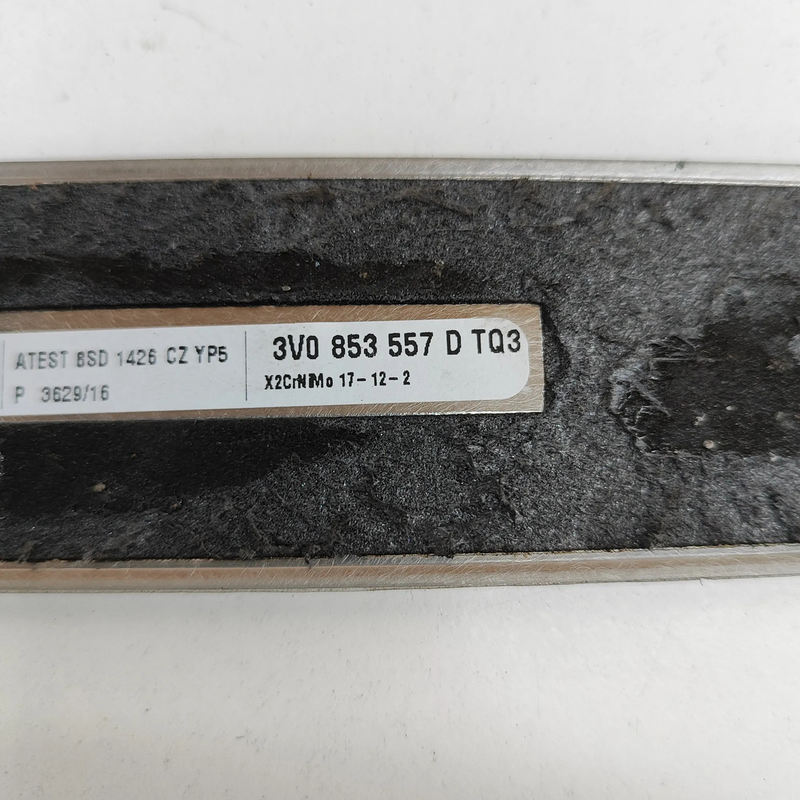 ATEST 8SD 1426 CZ YP5
P 3629/16
3V0 853 557 D TQ3
X2CrNiMo 17-12-2